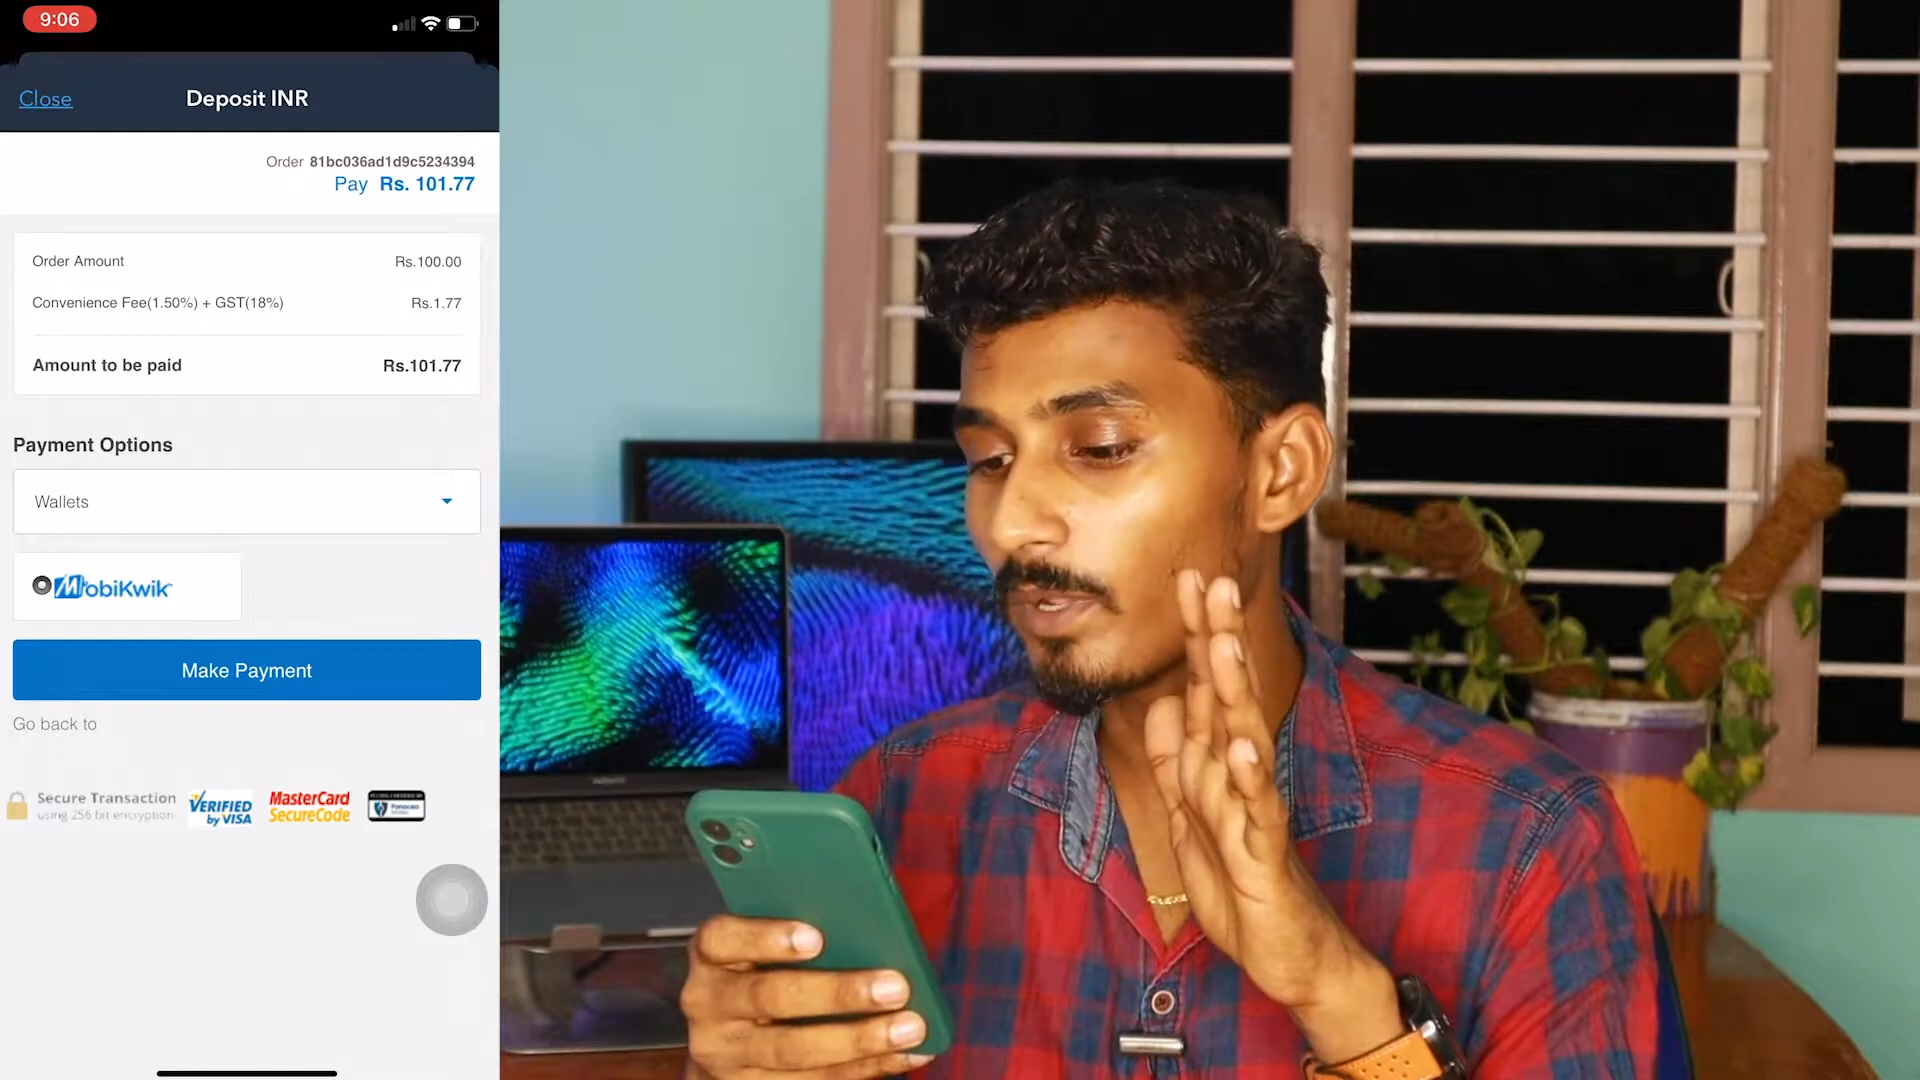 9:06
Close
Deposit INR
Order 81bc036ad1d9c5234394
Pay Rs. 101.77
Order Amount Rs.100.00
Convenience Fee(1.50%) + GST(18%) Rs.1.77
Amount to be paid Rs.101.77
Payment Options
Wallets
MobiKwik
Make Payment
Go back to
Secure Transaction
using 256 bit encryption
VERIFIED
by VISA
MasterCard
SecureCode